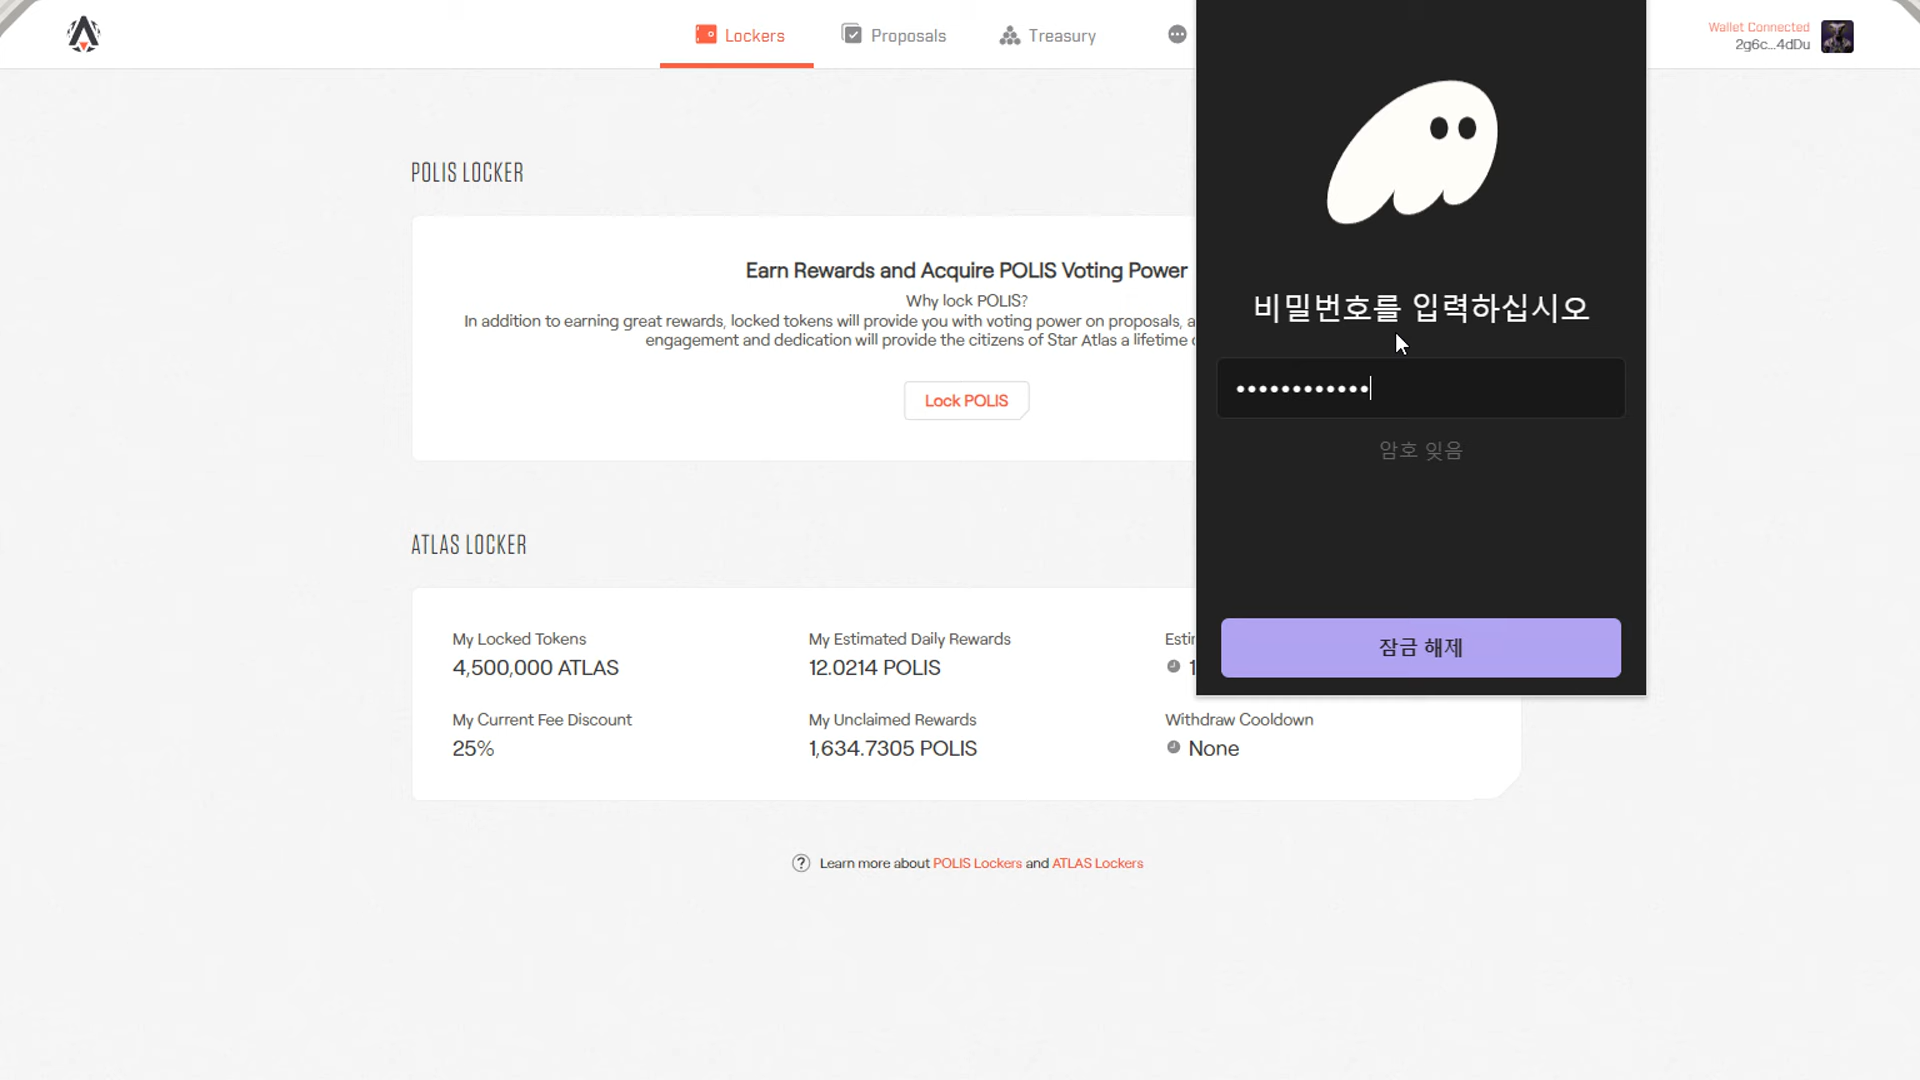 Lockers
Proposals
Treasury
Wallet Connected
2g6c...4dDu
POLIS LOCKER
Earn Rewards and Acquire POLIS Voting Power
Why lock POLIS?
In addition to earning great rewards, locked tokens will provide you with voting power on proposals, a
engagement and dedication will provide the citizens of Star Atlas a lifetime
Lock POLIS
비밀번호를 입력하십시오
••••••••••••
암호 잊음
잠금 해제
ATLAS LOCKER
My Locked Tokens
4,500,000 ATLAS
My Estimated Daily Rewards
12.0214 POLIS
Esti
1
My Current Fee Discount
25%
My Unclaimed Rewards
1,634.7305 POLIS
Withdraw Cooldown
None
? Learn more about POLIS Lockers and ATLAS Lockers